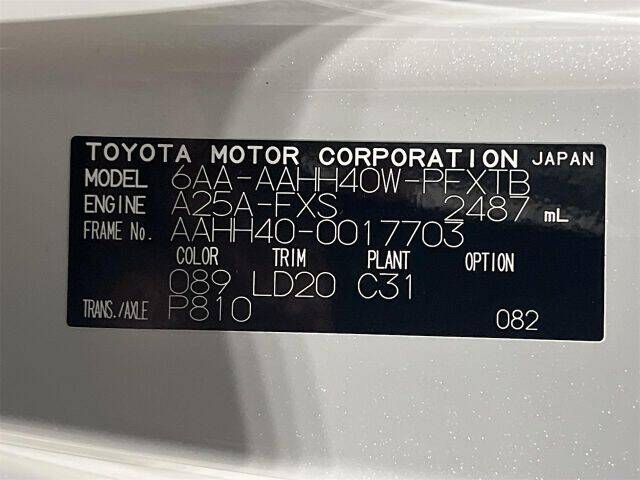 TOYOTA MOTOR CORPORATION JAPAN
MODEL 6AA-AAHH40W-PFXTB
ENGINE A25A-FXS 2487 mL
FRAME No. AAHH40-0017703
COLOR TRIM PLANT OPTION
089 LD20 C31
TRANS./AXLE P810 082